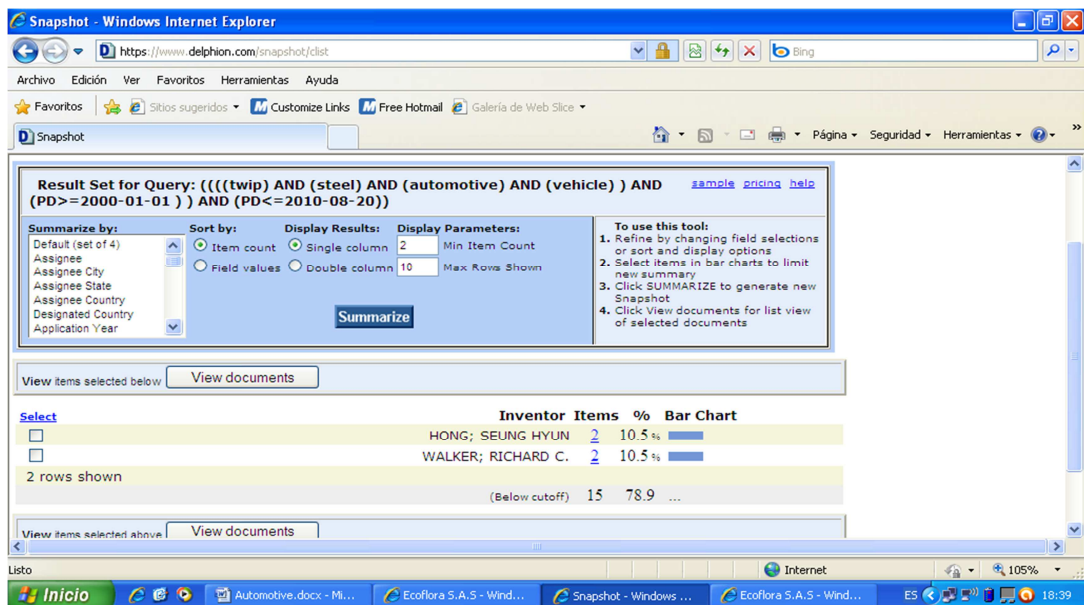 Snapshot - Windows Internet Explorer
https://www.delphion.com/snapshot/clist
Bing
Archivo Edición Ver Favoritos Herramientas Ayuda
Favoritos Sitios sugeridos Customize Links Free Hotmail Galería de Web Slice
Snapshot Página Seguridad Herramientas
Result Set for Query: ((((twip) AND (steel) AND (automotive) AND (vehicle) ) AND
(PD>=2000-01-01 ) ) AND (PD<=2010-08-20))
sample pricing help
Summarize by:
Default (set of 4)
Assignee
Assignee City
Assignee State
Assignee Country
Designated Country
Application Year
Sort by:
Item count
Field values
Display Results:
Single column
Double column
Display Parameters:
2 Min Item Count
10 Max Rows Shown
Summarize
To use this tool:
1. Refine by changing field selections
or sort and display options
2. Select items in bar charts to limit
new summary
3. Click SUMMARIZE to generate new
Snapshot
4. Click View documents for list view
of selected documents
View items selected below View documents
Select Inventor Items % Bar Chart
HONG; SEUNG HYUN 2 10.5 %
WALKER; RICHARD C. 2 10.5 %
2 rows shown
(Below cutoff) 15 78.9 ...
View items selected above View documents
Listo Internet 105%
Inicio Automotive.docx - Mi... Ecoflora S.A.S - Wind... Snapshot - Windows ... Ecoflora S.A.S - Wind... ES 18:39